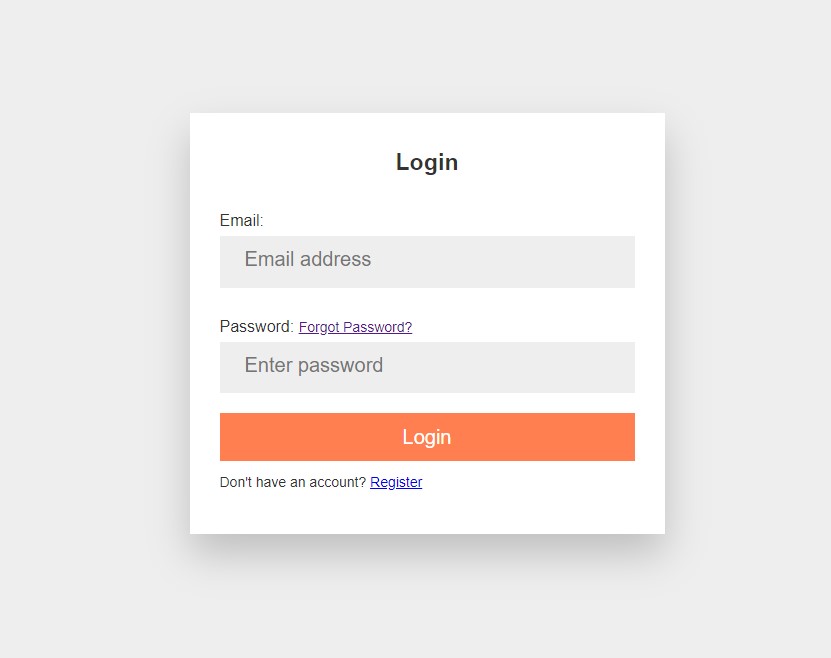 Login
Email:
Email address
Password: Forgot Password?
Enter password
Login
Don't have an account? Register